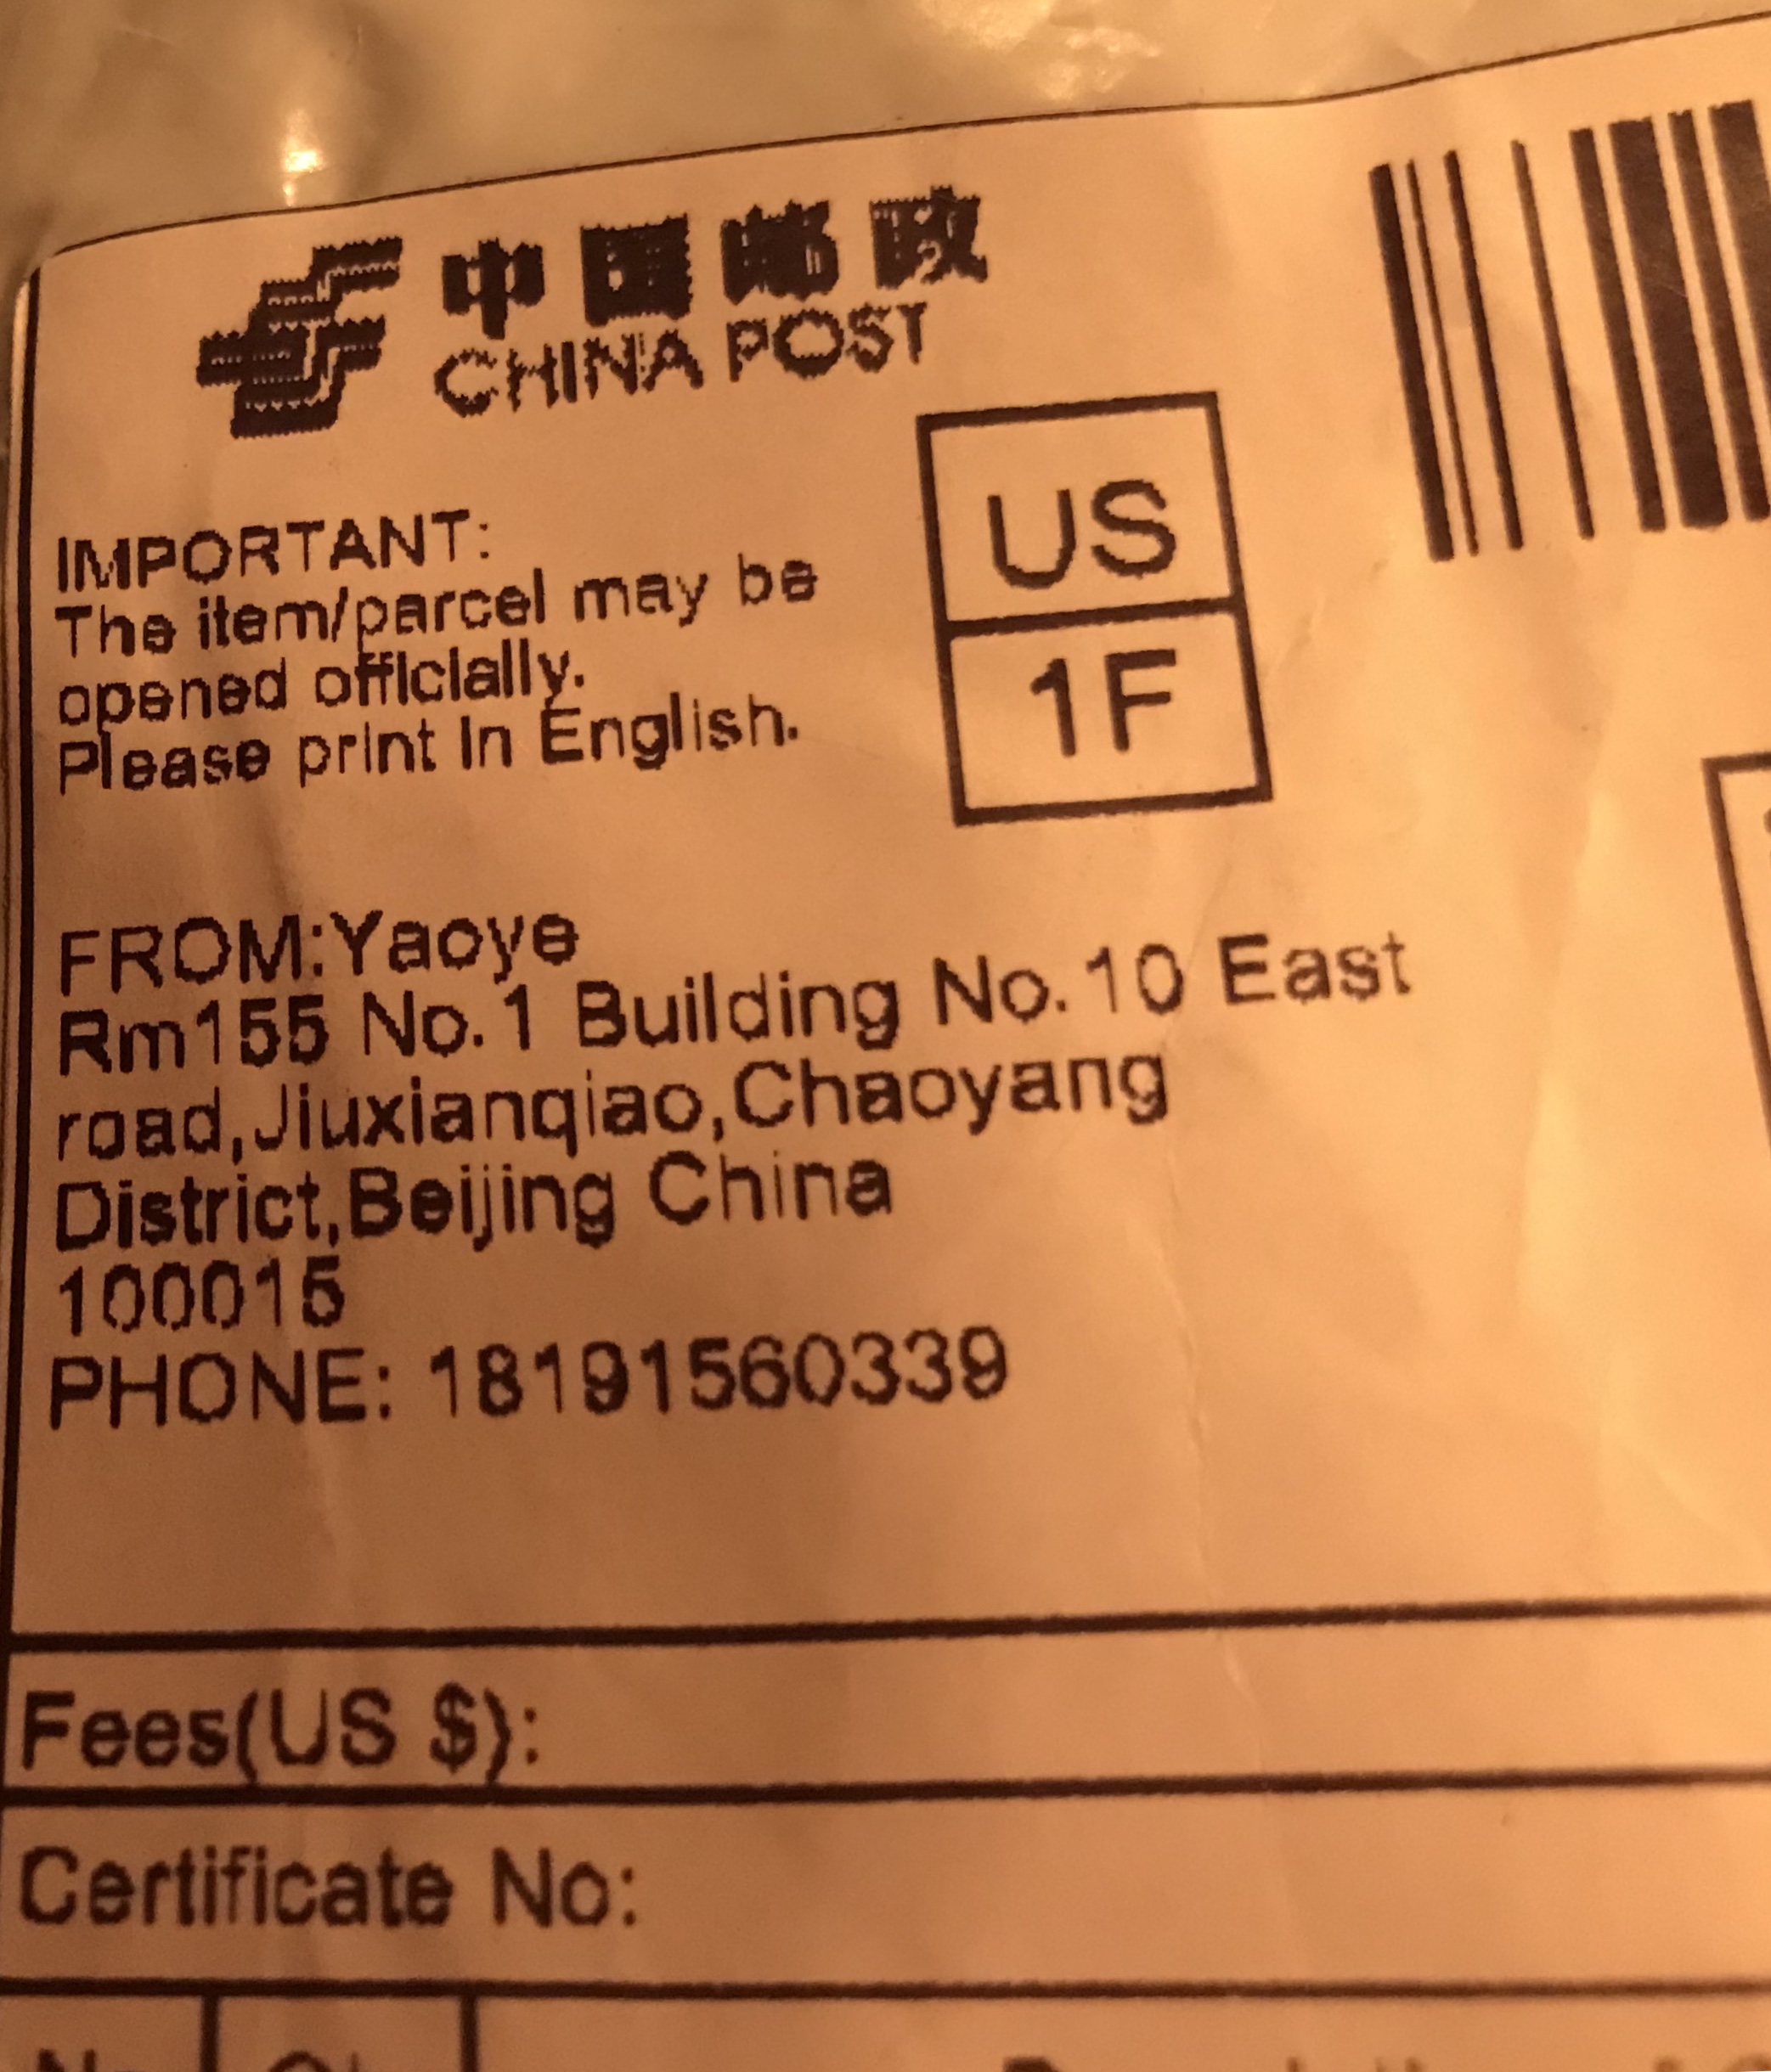 中国邮政
CHINA POST
IMPORTANT:
The item/parcel may be
opened officially.
Please print in English.
US
1F
FROM:Yaoye
Rm155 No.1 Building No.10 East
road,Jiuxianqiao,Chaoyang
District,Beijing China
100015
PHONE: 18191560339
Fees(US $):
Certificate No:
No